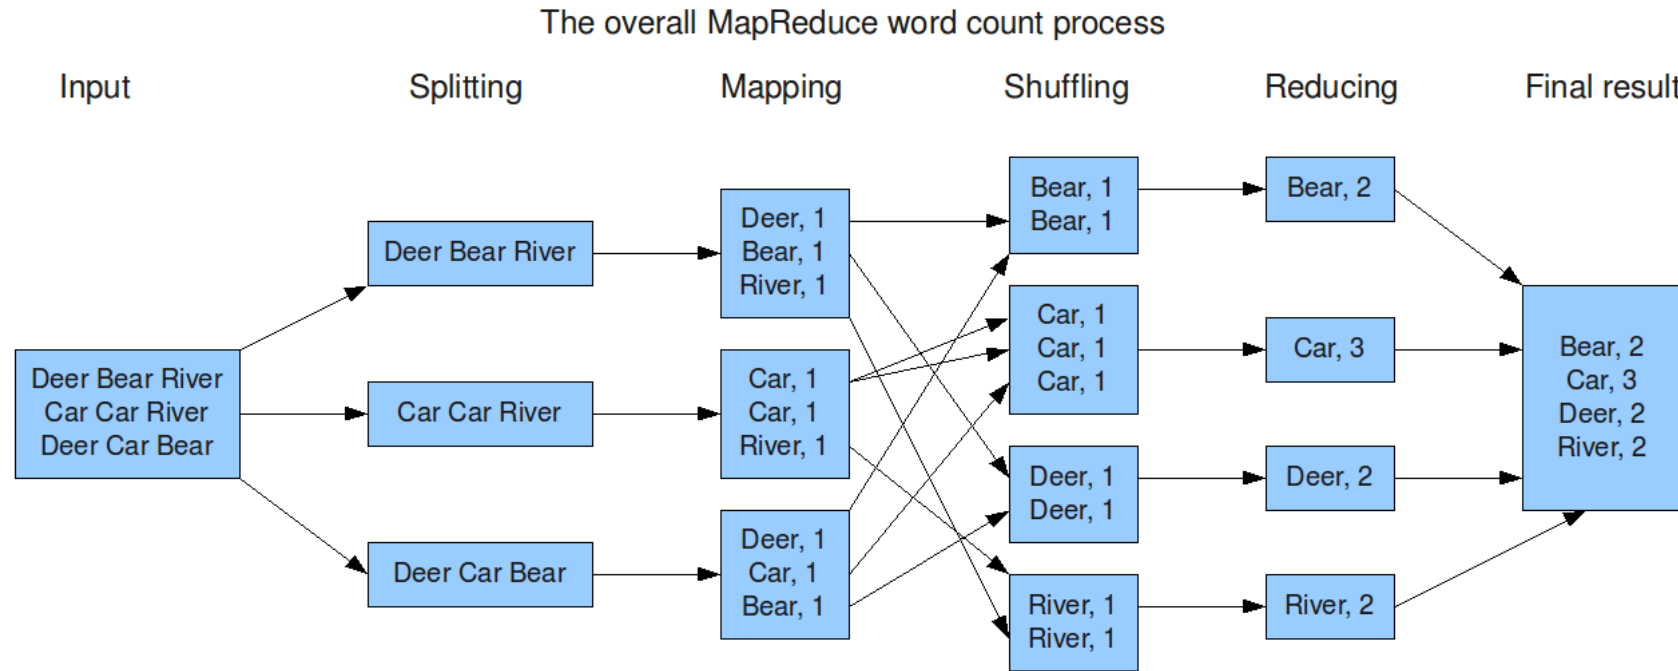 The overall MapReduce word count process
Input
Splitting
Mapping
Shuffling
Reducing
Final result
Deer Bear River
Car Car River
Deer Car Bear
Deer Bear River
Car Car River
Deer Car Bear
Deer, 1
Bear, 1
River, 1
Car, 1
Car, 1
River, 1
Deer, 1
Car, 1
Bear, 1
Bear, 1
Bear, 1
Car, 1
Car, 1
Car, 1
Deer, 1
Deer, 1
River, 1
River, 1
Bear, 2
Car, 3
Deer, 2
River, 2
Bear, 2
Car, 3
Deer, 2
River, 2